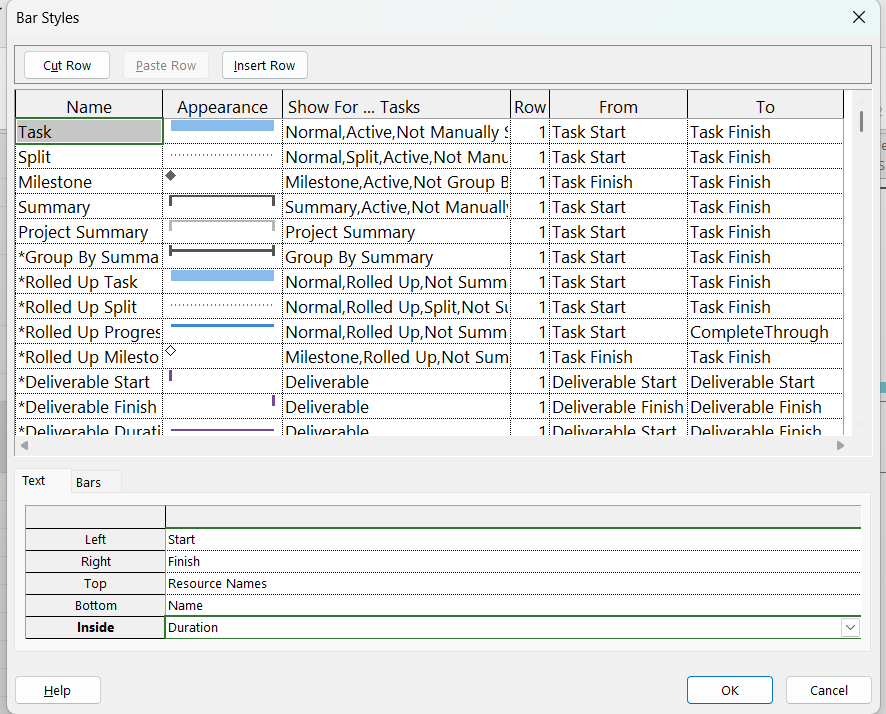 Bar Styles
Cut Row Paste Row Insert Row
Name Appearance Show For ... Tasks Row From To
Task Normal,Active,Not Manually 1 Task Start Task Finish
Split Normal,Split,Active,Not Manu 1 Task Start Task Finish
Milestone Milestone,Active,Not Group B 1 Task Finish Task Finish
Summary Summary,Active,Not Manually 1 Task Start Task Finish
Project Summary Project Summary 1 Task Start Task Finish
*Group By Summa Group By Summary 1 Task Start Task Finish
*Rolled Up Task Normal,Rolled Up,Not Summ 1 Task Start Task Finish
*Rolled Up Split Normal,Rolled Up,Split,Not Su 1 Task Start Task Finish
*Rolled Up Progres Normal,Rolled Up,Not Summ 1 Task Start CompleteThrough
*Rolled Up Milesto Milestone,Rolled Up,Not Sum 1 Task Finish Task Finish
*Deliverable Start Deliverable 1 Deliverable Start Deliverable Start
*Deliverable Finish Deliverable 1 Deliverable Finish Deliverable Finish
*Deliverable Durati Deliverable 1 Deliverable Start Deliverable Finish
Text Bars
Left Start
Right Finish
Top Resource Names
Bottom Name
Inside Duration
Help OK Cancel